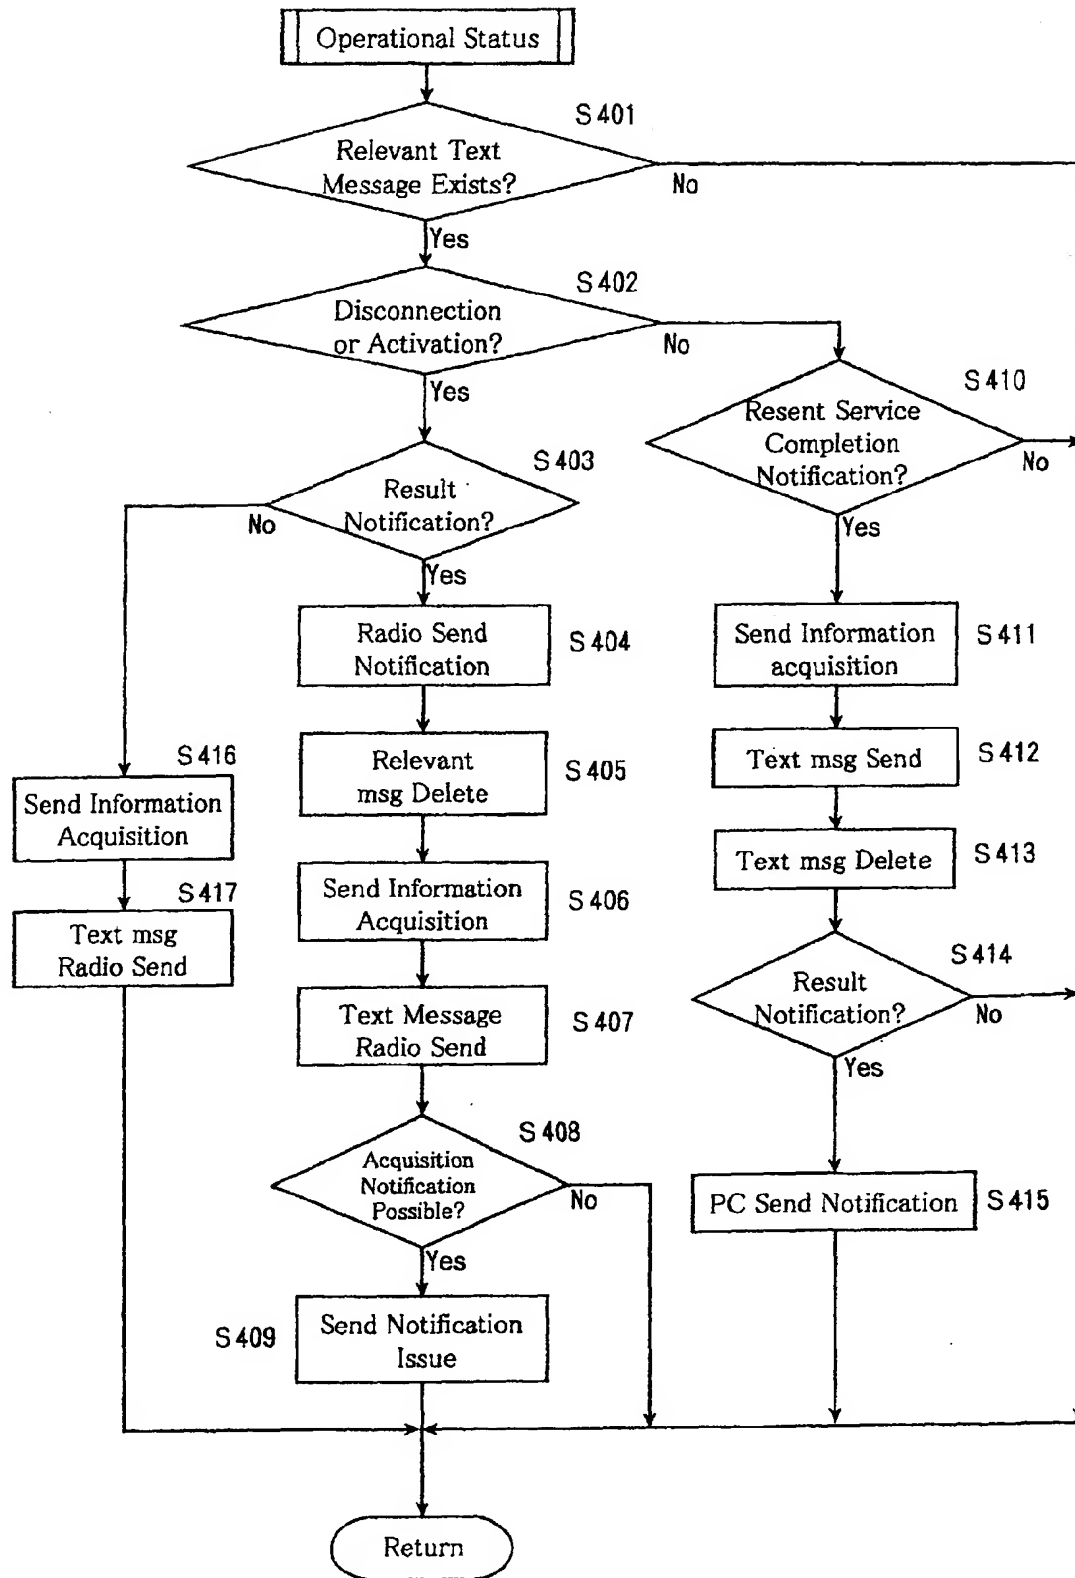 Operational Status
S401
Relevant Text
Message Exists?
No
Yes
S402
Disconnection
or Activation?
No
Yes
S410
Resent Service
Completion
Notification?
No
Yes
S403
Result
Notification?
No
Yes
Radio Send
Notification
S404
Send Information
acquisition
S411
Relevant
msg Delete
S405
Text msg Send
S412
S416
Send Information
Acquisition
Text msg Delete
S413
Send Information
Acquisition
S406
S417
Text msg
Radio Send
S414
Result
Notification?
No
Yes
Text Message
Radio Send
S407
S408
Acquisition
Notification
Possible?
No
Yes
PC Send Notification
S415
S409
Send Notification
Issue
Return